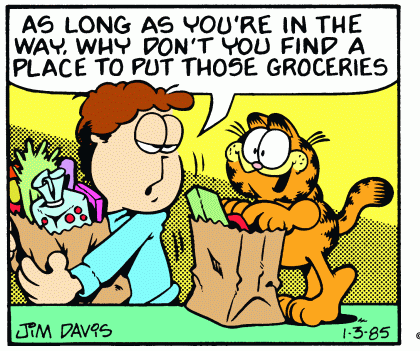 AS LONG AS YOU'RE IN THE
WAY, WHY DON'T YOU FIND A
PLACE TO PUT THOSE GROCERIES
JIM DAVIS
1-3-85
©